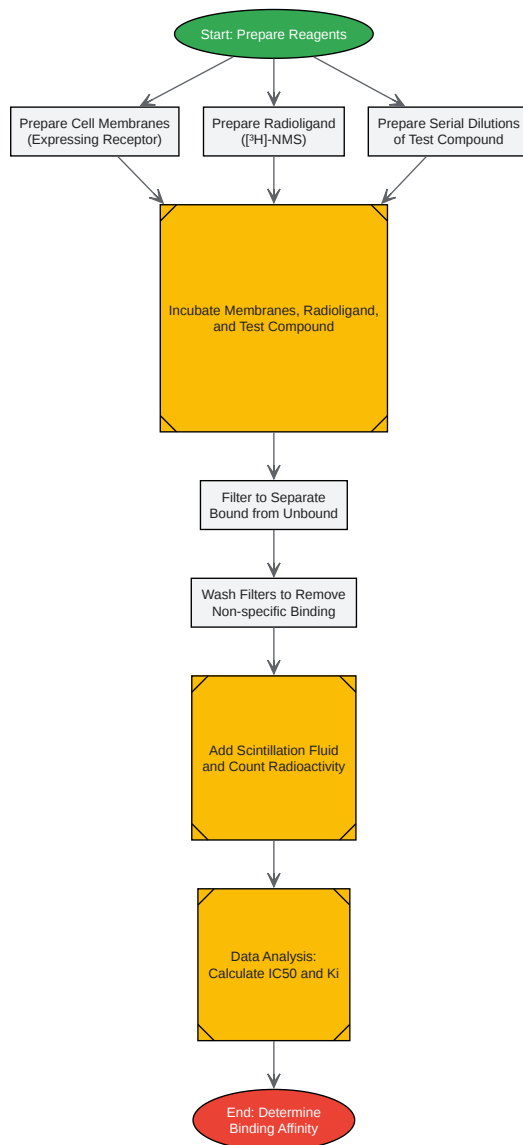 Start: Prepare Reagents
Prepare Cell Membranes
(Expressing Receptor)
Prepare Radioligand
([³H]-NMS)
Prepare Serial Dilutions
of Test Compound
Incubate Membranes, Radioligand,
and Test Compound
Filter to Separate
Bound from Unbound
Wash Filters to Remove
Non-specific Binding
Add Scintillation Fluid
and Count Radioactivity
Data Analysis:
Calculate IC50 and Ki
End: Determine
Binding Affinity